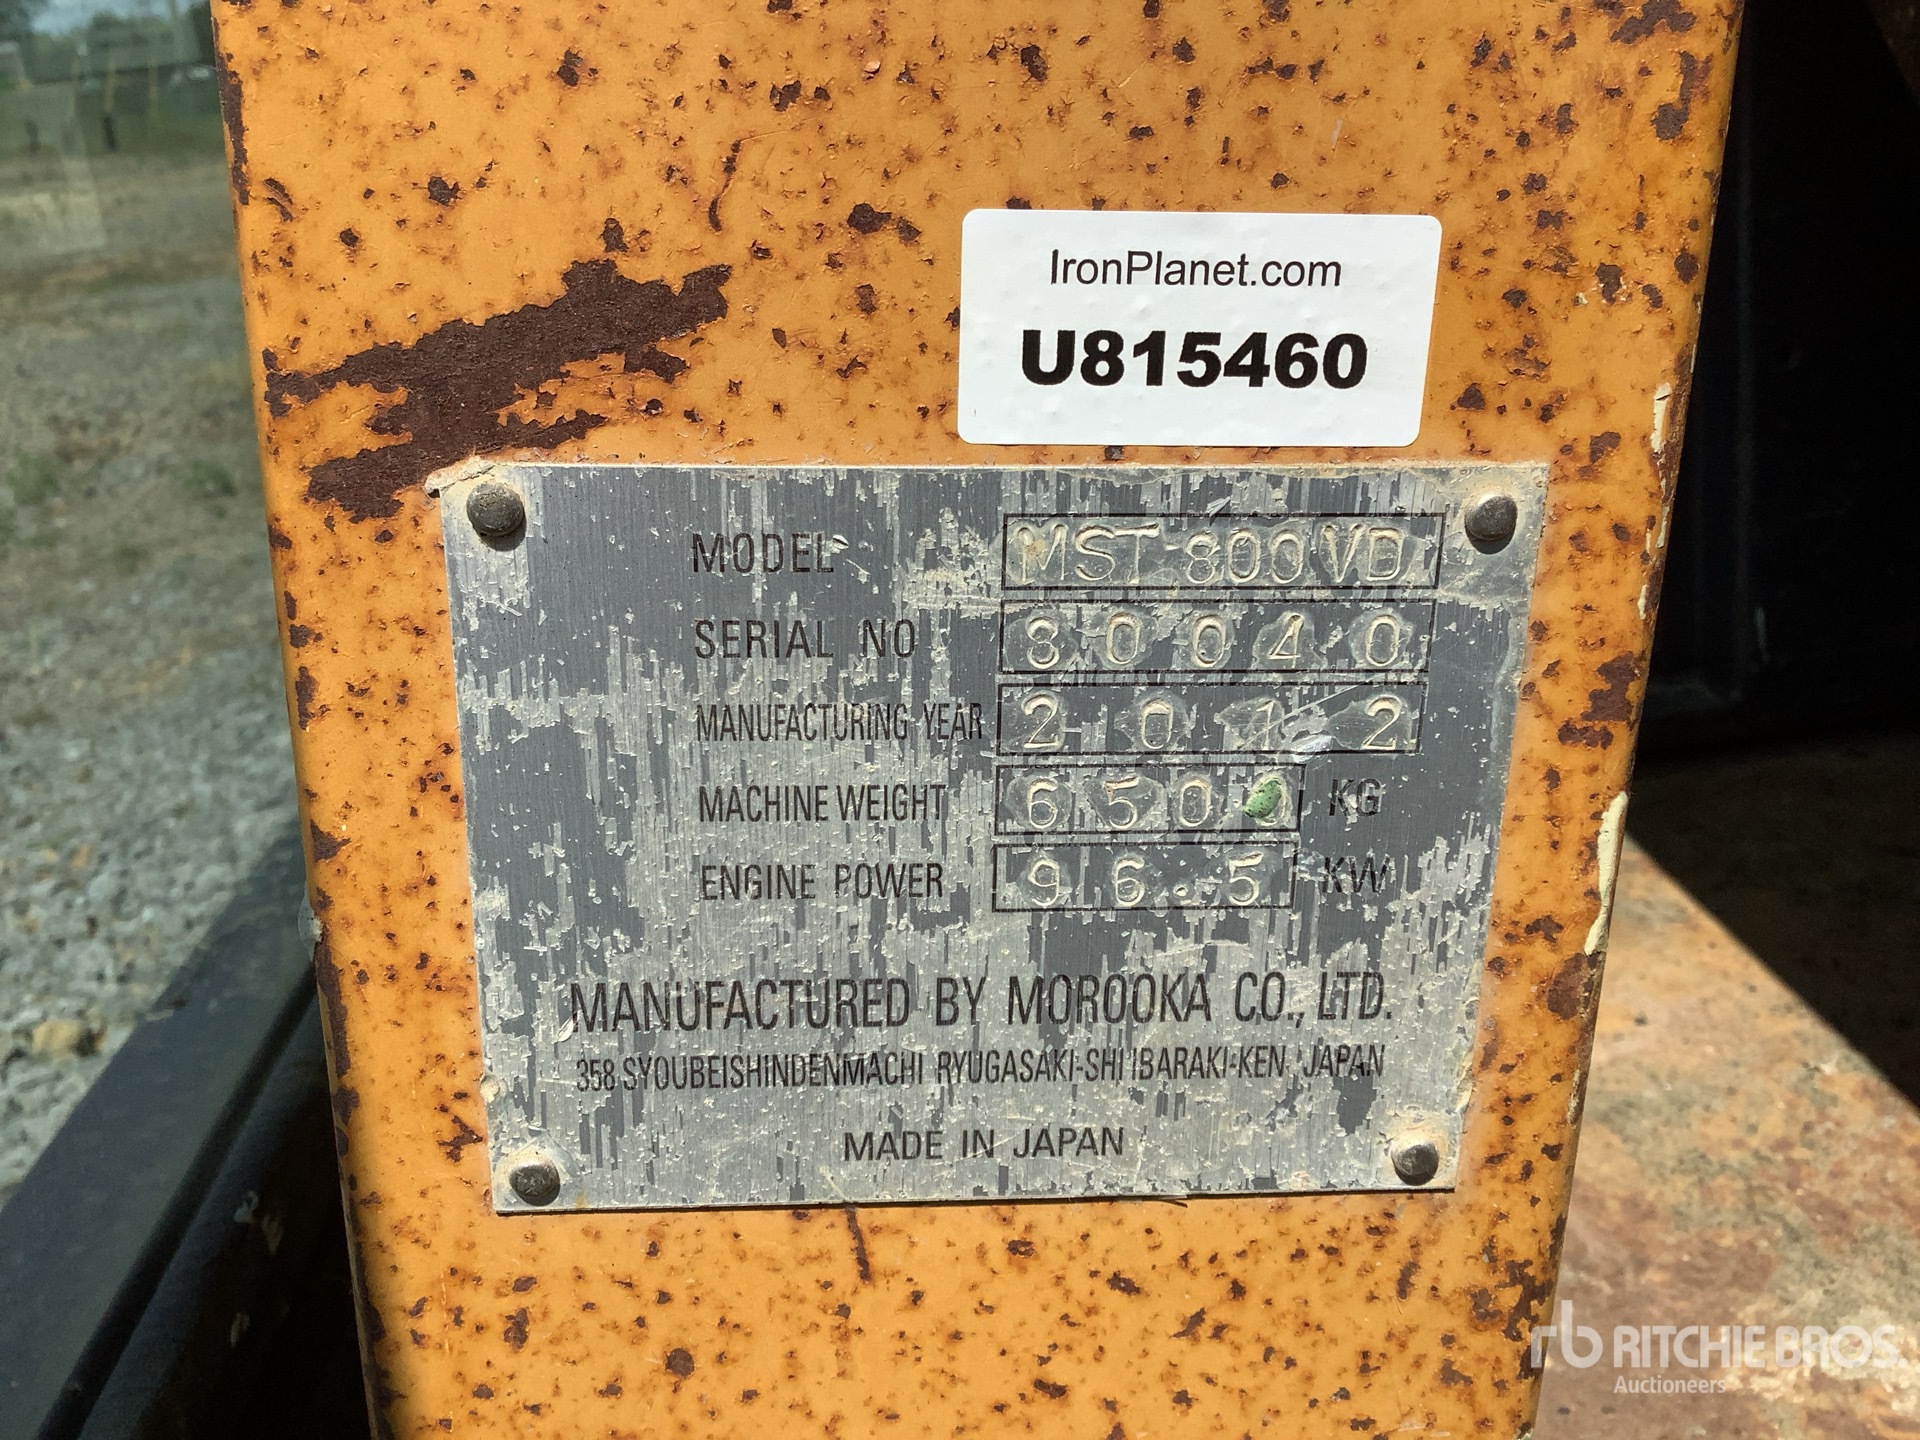 IronPlanet.com
U815460
MODEL MST-800VD
SERIAL NO 80040
MANUFACTURING YEAR 2012
MACHINE WEIGHT 6500 KG
ENGINE POWER 96.5 KW
MANUFACTURED BY MOROOKA CO., LTD.
358 SYOUBEISHINDENMACHI RYUGASAKI-SHI IBARAKI-KEN, JAPAN
MADE IN JAPAN
rb RITCHIE BROS.
Auctioneers